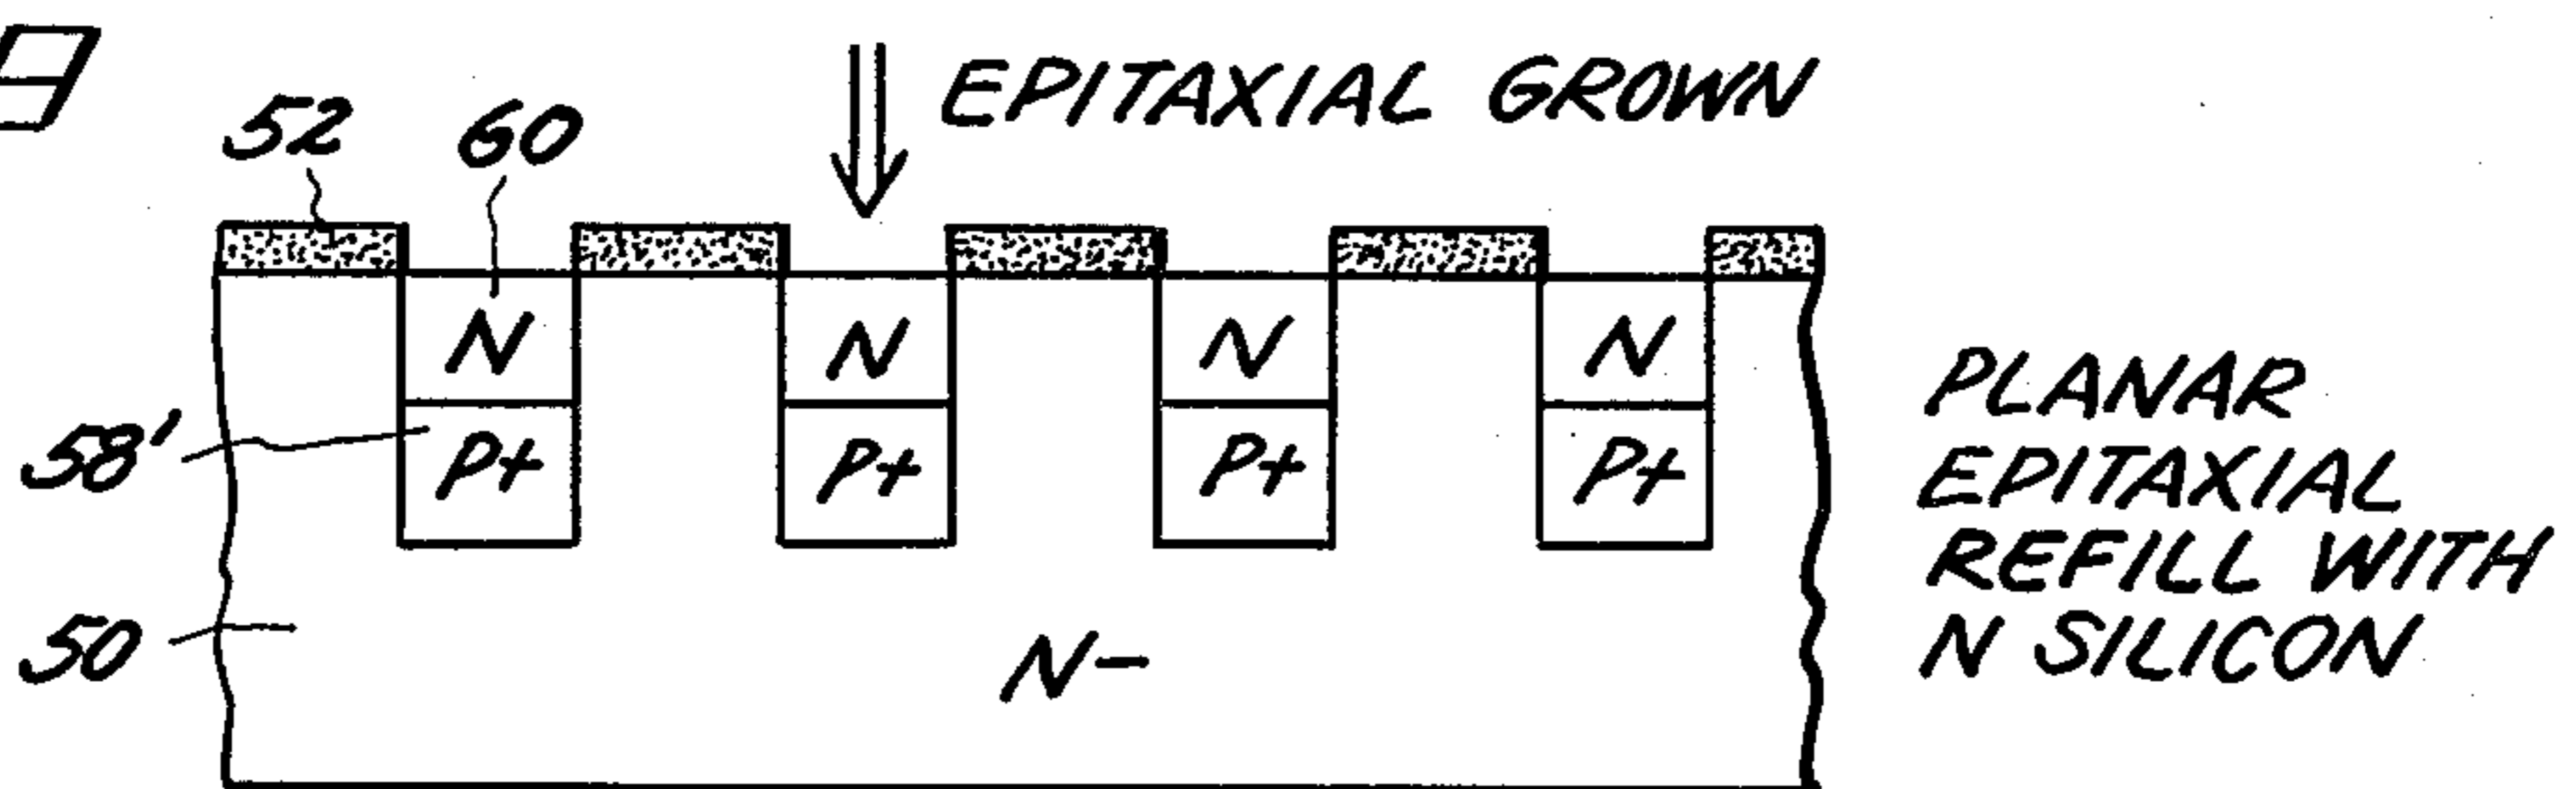 52 60 EPITAXIAL GROWN
N N N N
58' P+ P+ P+ P+
50 N-
PLANAR
EPITAXIAL
REFILL WITH
N SILICON